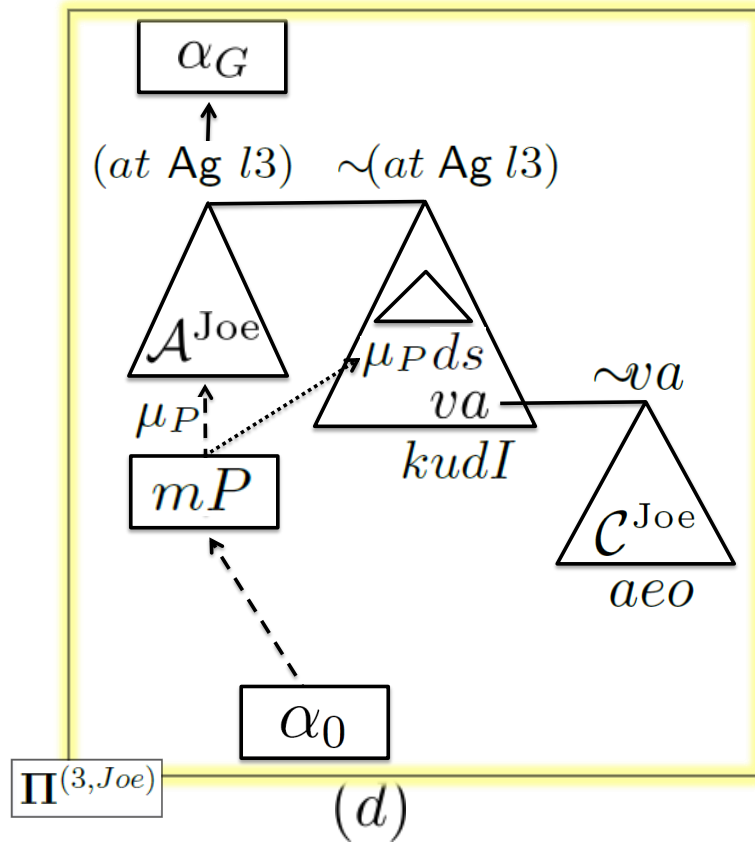 α_G
(at Ag l3) ~(at Ag l3)
𝒜^Joe
μ_P ds
~va
μ_P
va
mP
kudI
𝒞^Joe
aeo
α_0
Π^(3,Joe)
(d)